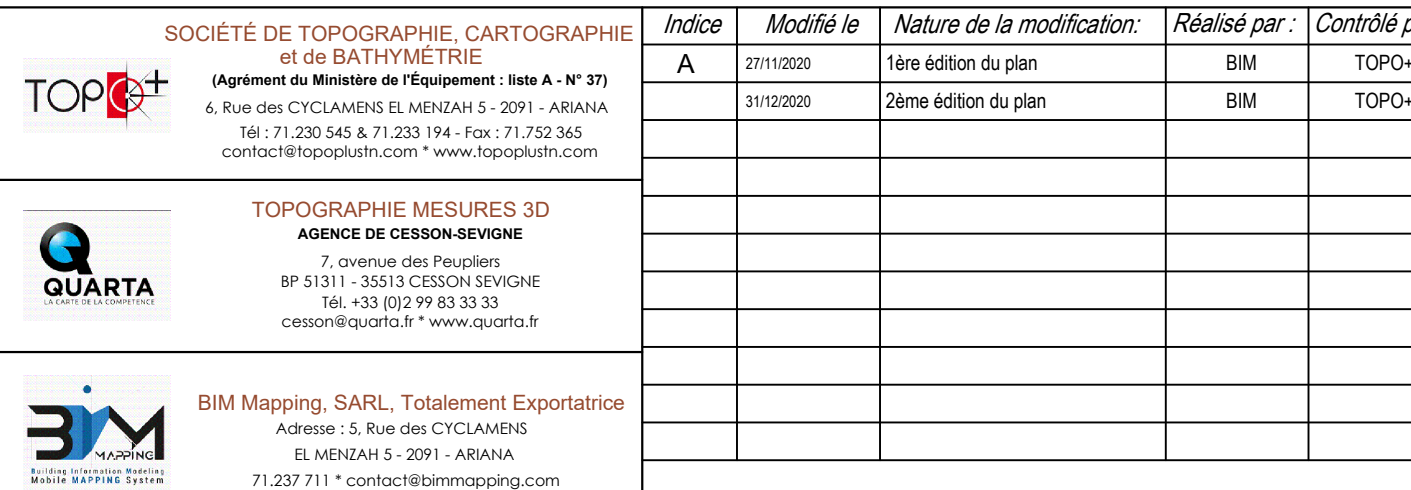 TOPO+
SOCIÉTÉ DE TOPOGRAPHIE, CARTOGRAPHIE
et de BATHYMÉTRIE
(Agrément du Ministère de l'Équipement : liste A - N° 37)
6, Rue des CYCLAMENS EL MENZAH 5 - 2091 - ARIANA
Tél : 71.230 545 & 71.233 194 - Fax : 71.752 365
contact@topoplustn.com * www.topoplustn.com
QUARTA
LA CARTE DE LA COMPETENCE
TOPOGRAPHIE MESURES 3D
AGENCE DE CESSON-SEVIGNE
7, avenue des Peupliers
BP 51311 - 35513 CESSON SEVIGNE
Tél. +33 (0)2 99 83 33 33
cesson@quarta.fr * www.quarta.fr
BIM
MAPPING
Building Information Modeling
Mobile MAPPING System
BIM Mapping, SARL, Totalement Exportatrice
Adresse : 5, Rue des CYCLAMENS
EL MENZAH 5 - 2091 - ARIANA
71.237 711 * contact@bimmapping.com
Indice Modifié le Nature de la modification: Réalisé par : Contrôlé p
A 27/11/2020 1ère édition du plan BIM TOPO+
31/12/2020 2ème édition du plan BIM TOPO+